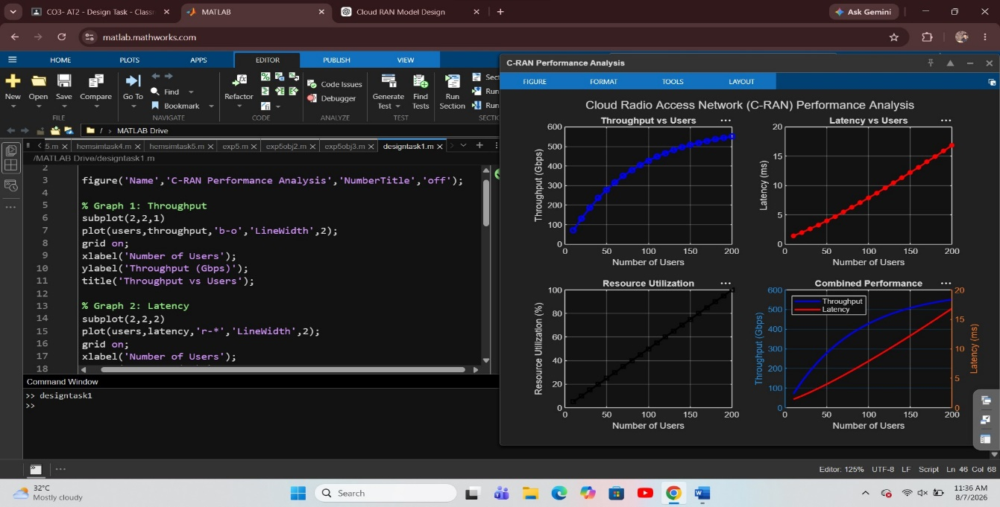 CO3- AT2 - Design Task - Classr
MATLAB
Cloud RAN Model Design
Ask Gemini
matlab.mathworks.com
HOME PLOTS APPS EDITOR PUBLISH VIEW
New Open Save Compare
FILE
Go To
Find
Bookmark
NAVIGATE
Refactor
CODE
Code Issues
Debugger
ANALYZE
Generate Test
Find Tests
TEST
Run Section
Sect
Run
Run
SECTIO
/ › MATLAB Drive
5.m hemsimtask4.m hemsimtask5.m exp5.m exp5obj2.m exp5obj3.m designtask1.m
/MATLAB Drive/designtask1.m
2
3 figure('Name','C-RAN Performance Analysis','NumberTitle','off');
4
5 % Graph 1: Throughput
6 subplot(2,2,1)
7 plot(users,throughput,'b-o','LineWidth',2);
8 grid on;
9 xlabel('Number of Users');
10 ylabel('Throughput (Gbps)');
11 title('Throughput vs Users');
12
13 % Graph 2: Latency
14 subplot(2,2,2)
15 plot(users,latency,'r-*','LineWidth',2);
16 grid on;
17 xlabel('Number of Users');
18
Command Window
>> designtask1
>>
C-RAN Performance Analysis
FIGURE FORMAT TOOLS LAYOUT
Cloud Radio Access Network (C-RAN) Performance Analysis
Throughput vs Users
Throughput (Gbps)
600
500
400
300
200
100
0
0 50 100 150 200
Number of Users
Latency vs Users
Latency (ms)
20
15
10
5
0
0 50 100 150 200
Number of Users
Resource Utilization
Resource Utilization (%)
100
80
60
40
20
0
0 50 100 150 200
Number of Users
Combined Performance
Throughput
Latency
Throughput (Gbps)
600
500
400
300
200
100
0
20
15
10
5
0
Latency (ms)
0 50 100 150 200
Number of Users
Editor: 125% UTF-8 LF Script Ln 46 Col 68
32°C
Mostly cloudy
Search
11:36 AM
8/7/2026